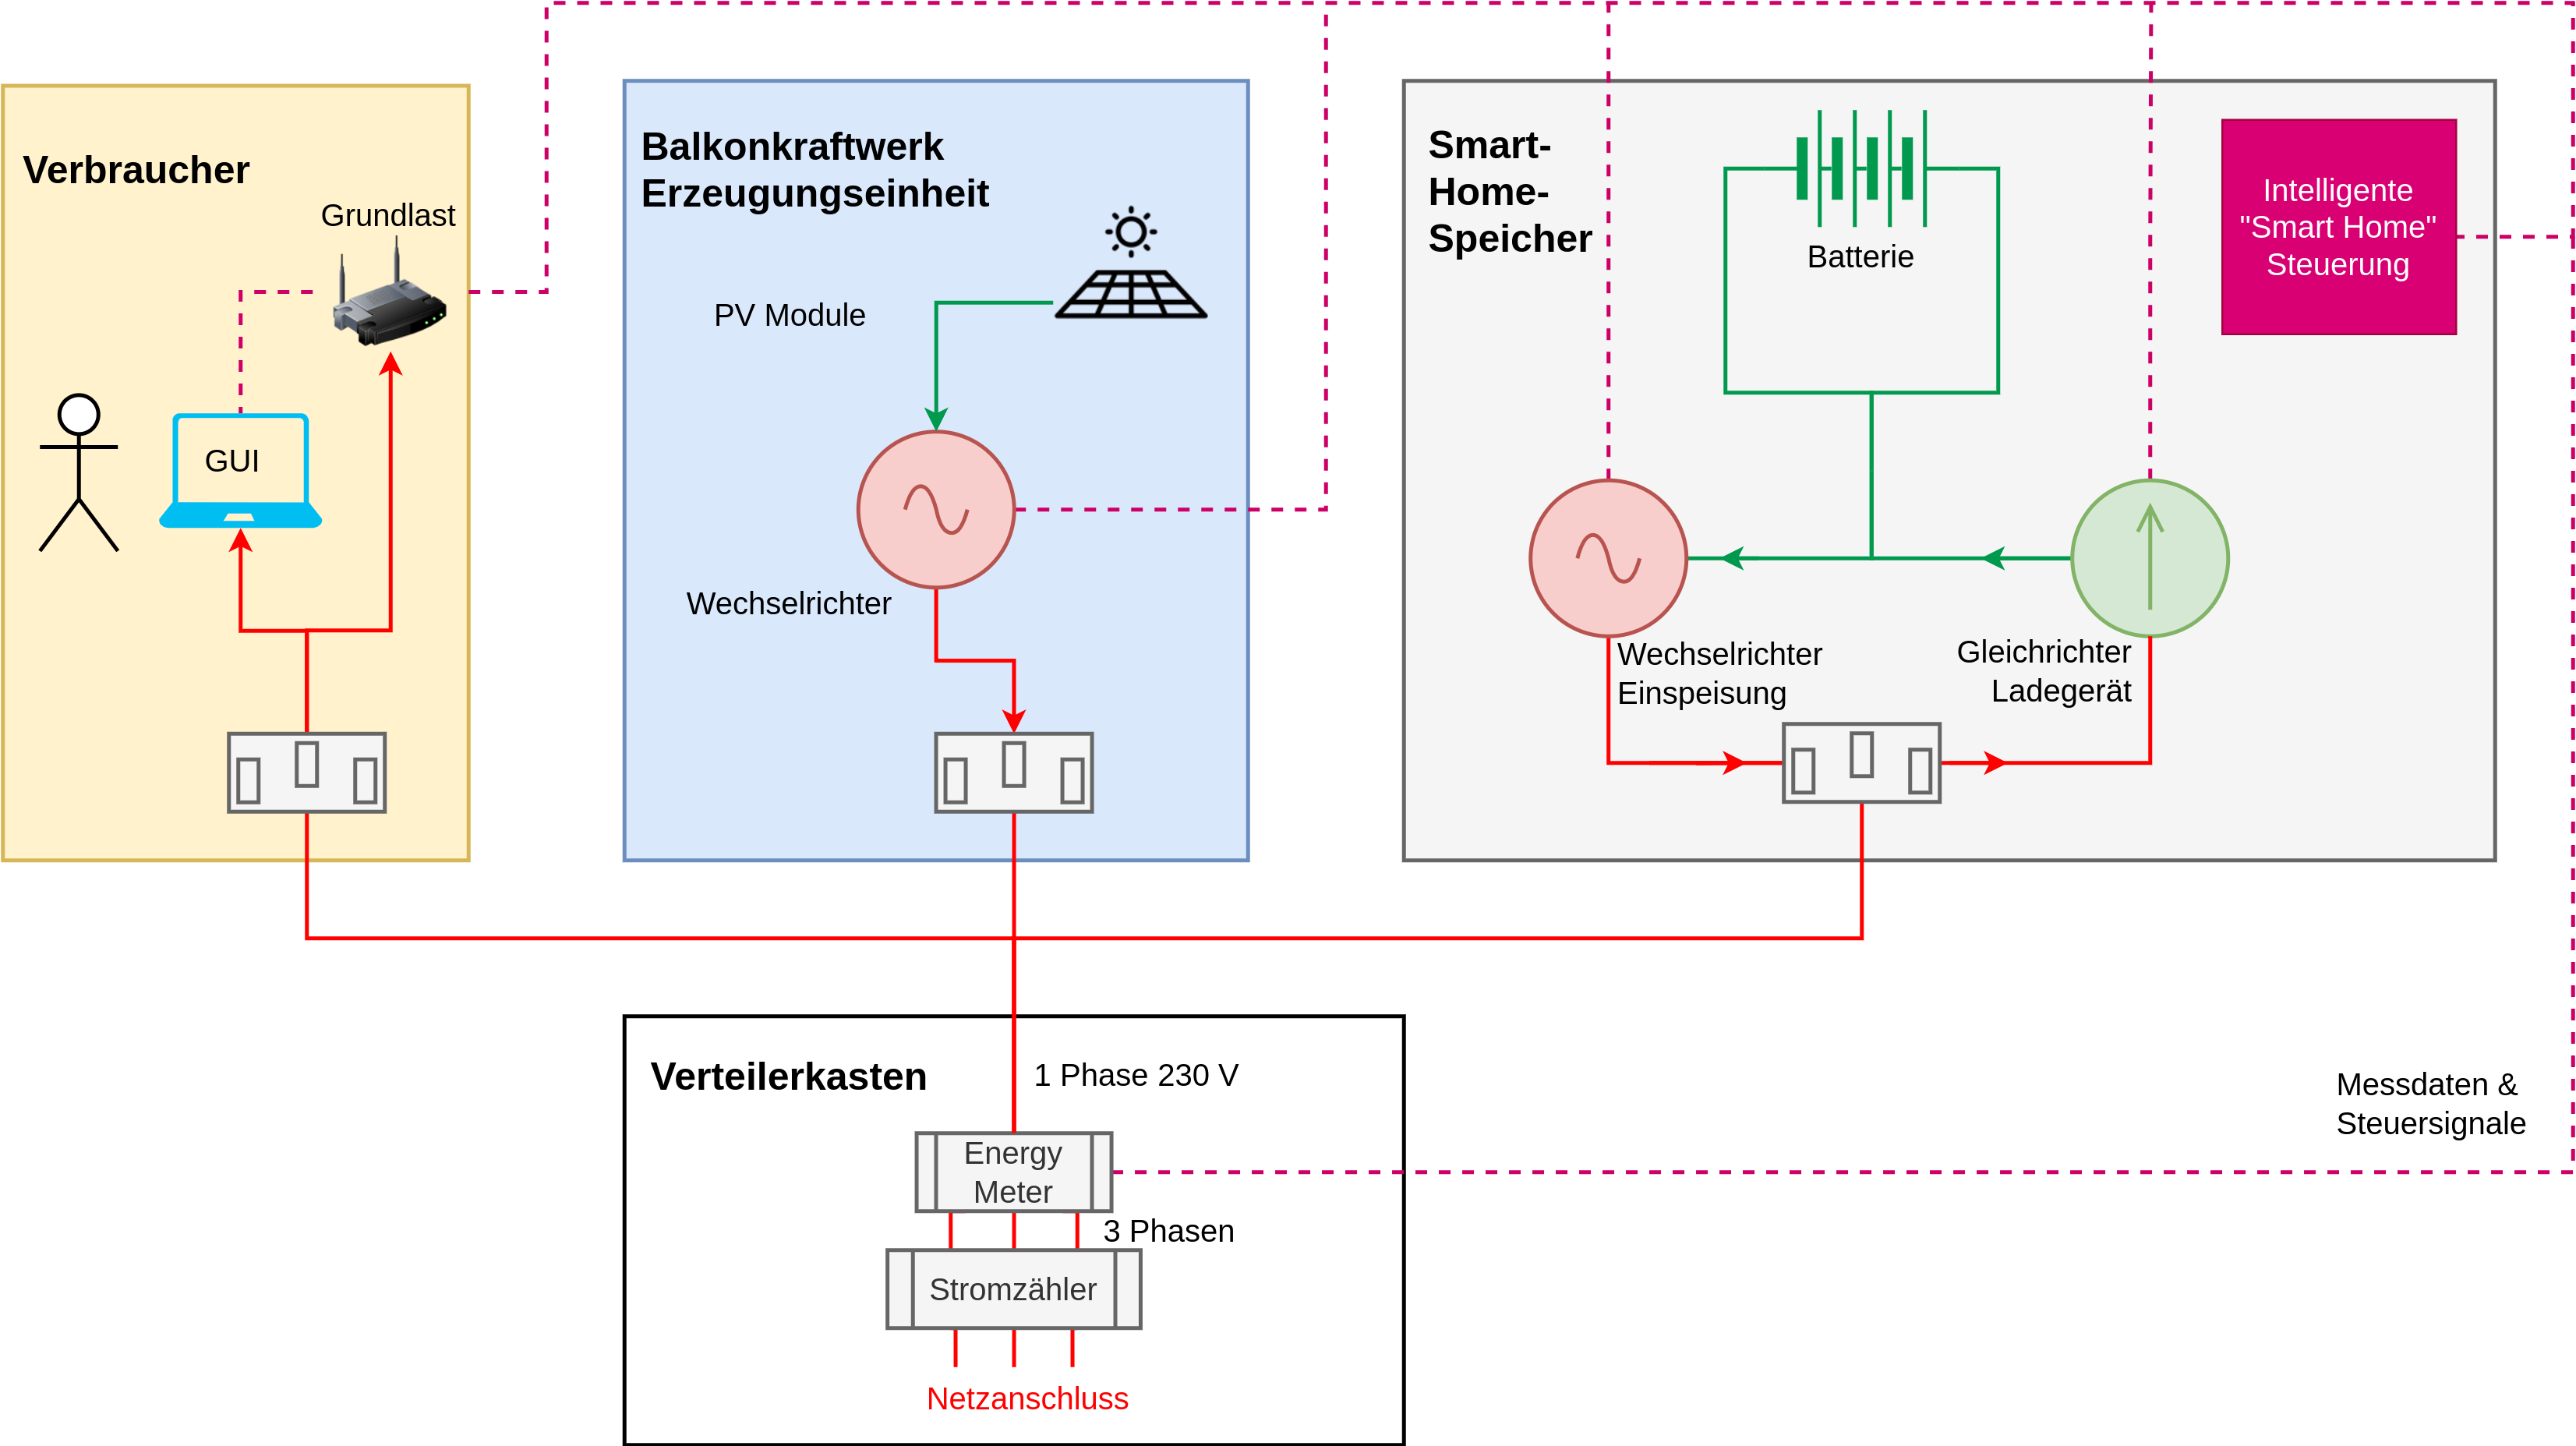 Verbraucher
Grundlast
GUI
Balkonkraftwerk
Erzeugungseinheit
PV Module
Wechselrichter
Smart-
Home-
Speicher
Batterie
Intelligente
"Smart Home"
Steuerung
Wechselrichter
Einspeisung
Gleichrichter
Ladegerät
Verteilerkasten
1 Phase 230 V
Energy
Meter
3 Phasen
Stromzähler
Netzanschluss
Messdaten &
Steuersignale